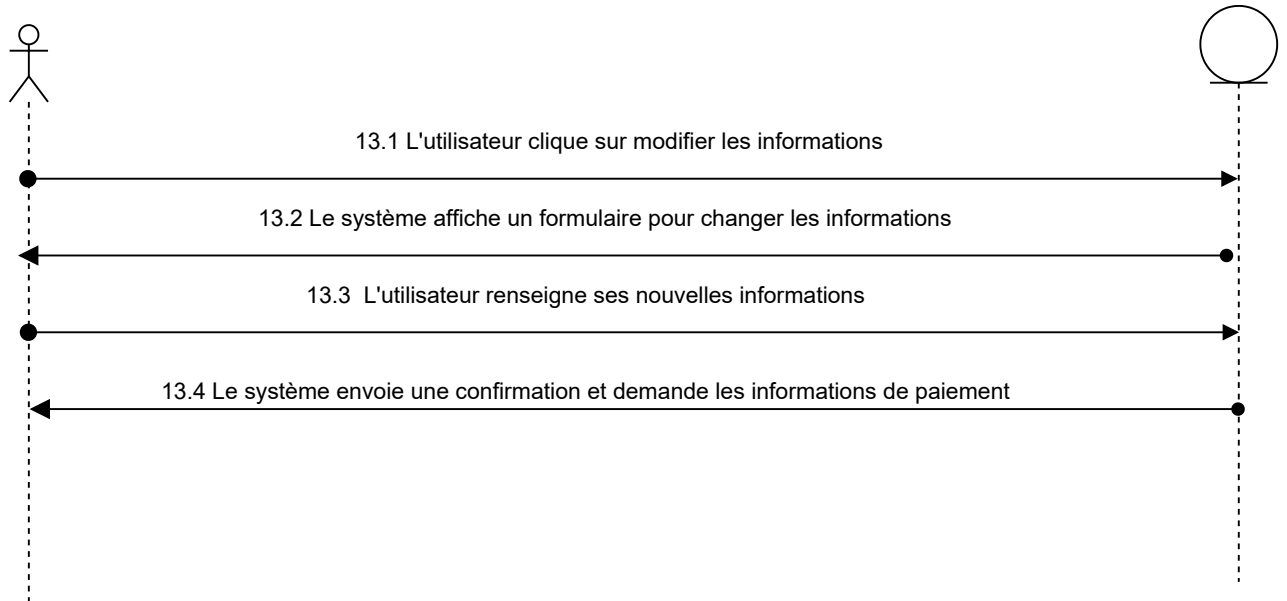 13.1 L'utilisateur clique sur modifier les informations
13.2 Le système affiche un formulaire pour changer les informations
13.3  L'utilisateur renseigne ses nouvelles informations
13.4 Le système envoie une confirmation et demande les informations de paiement